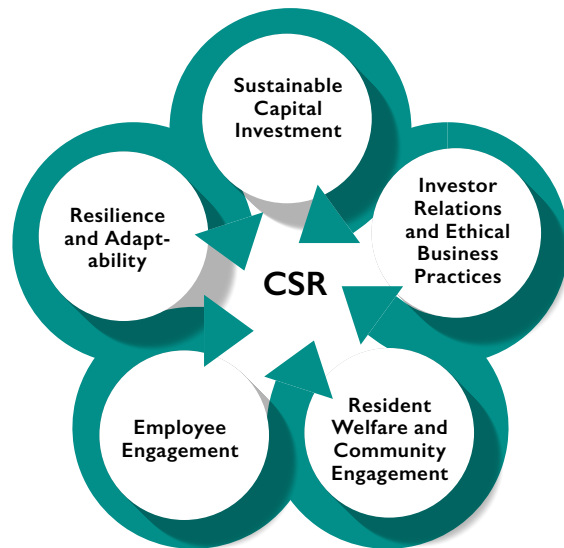 Sustainable
Capital
Investment
Investor
Relations
and Ethical
Business
Practices
Resilience
and Adapt-
ability
CSR
Employee
Engagement
Resident
Welfare and
Community
Engagement